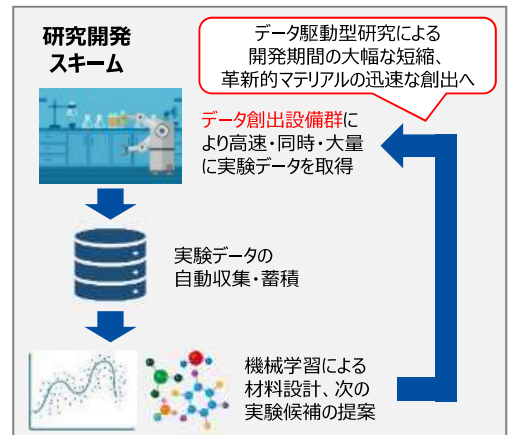 研究開発
スキーム
データ駆動型研究による
開発期間の大幅な短縮、
革新的マテリアルの迅速な創出へ
データ創出設備群に
より高速・同時・大量
に実験データを取得
実験データの
自動収集・蓄積
機械学習による
材料設計、次の
実験候補の提案